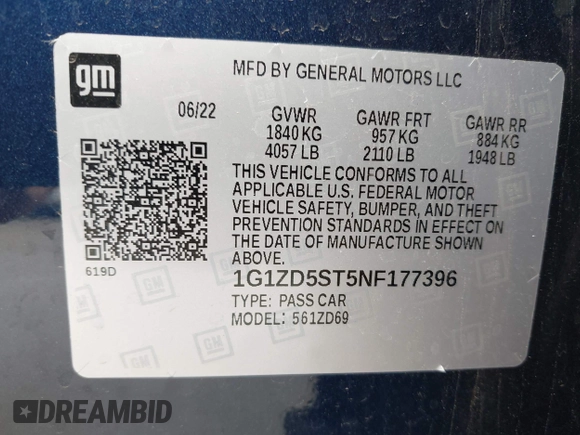 gm
MFD BY GENERAL MOTORS LLC
06/22 GVWR GAWR FRT GAWR RR
1840 KG 957 KG 884 KG
4057 LB 2110 LB 1948 LB
THIS VEHICLE CONFORMS TO ALL
APPLICABLE U.S. FEDERAL MOTOR
VEHICLE SAFETY, BUMPER, AND THEFT
PREVENTION STANDARDS IN EFFECT ON
THE DATE OF MANUFACTURE SHOWN
ABOVE.
619D
1G1ZD5ST5NF177396
TYPE: PASS CAR
MODEL: 561ZD69
DREAMBID